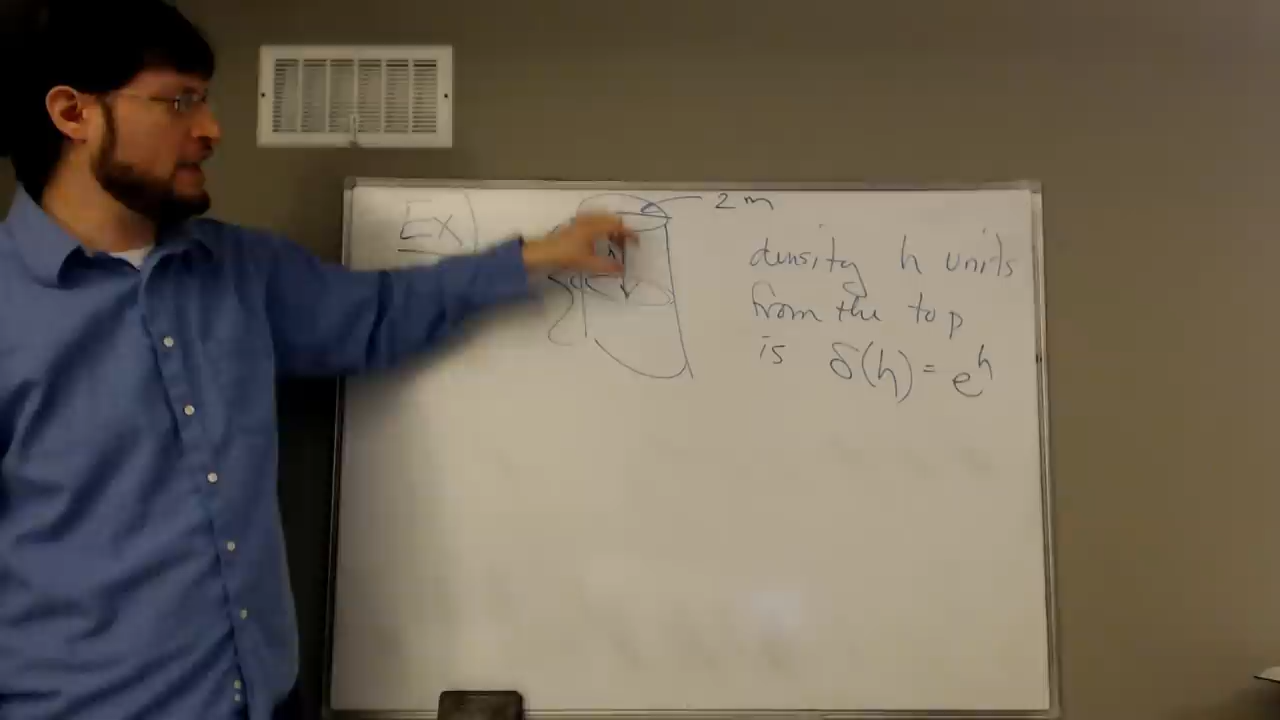 Ex)
2 m
density h units
from the top
is δ(h) = e^h